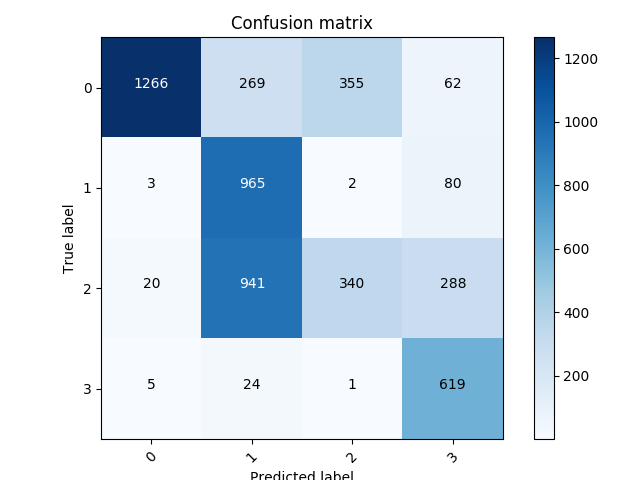 Confusion matrix
0 1266 269 355 62
1 3 965 2 80
2 20 941 340 288
3 5 24 1 619
0 1 2 3
True label
Predicted label
1200
1000
800
600
400
200